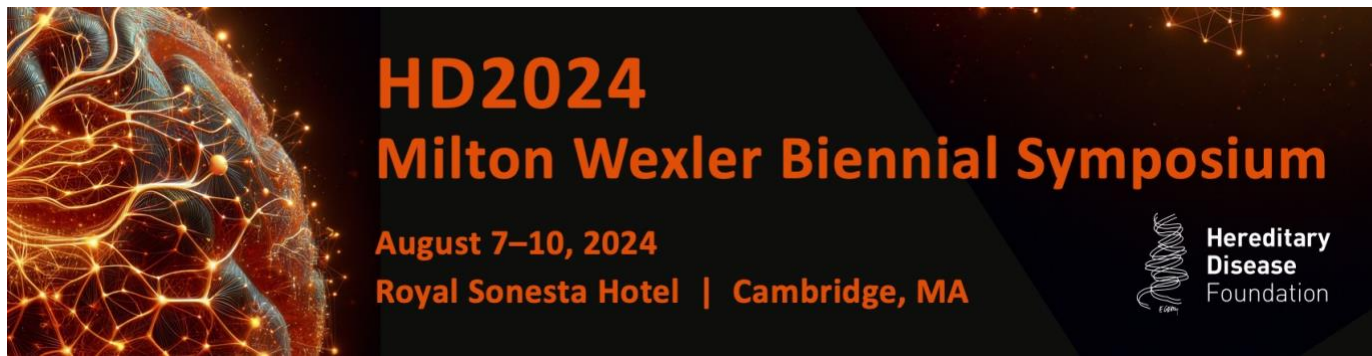 HD2024
Milton Wexler Biennial Symposium
August 7–10, 2024
Royal Sonesta Hotel | Cambridge, MA
Hereditary
Disease
Foundation